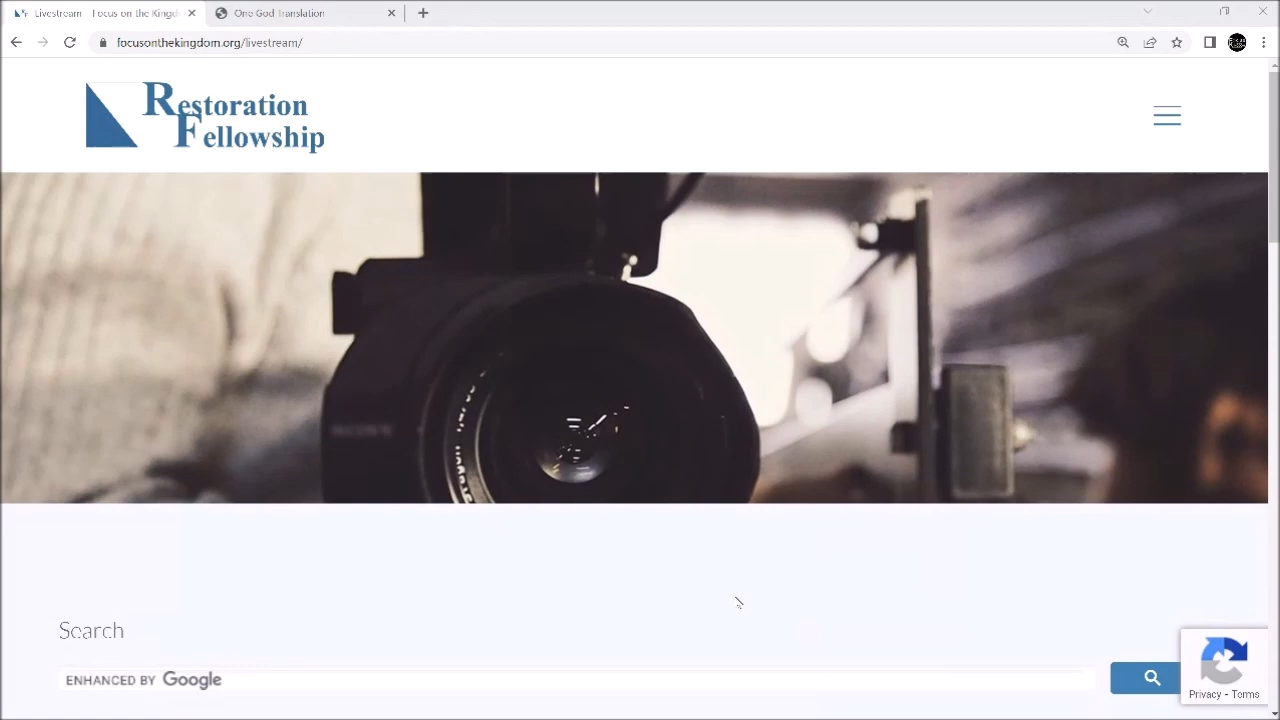 Livestream - Focus on the Kingd
One God Translation
focusonthekingdom.org/livestream/
Restoration
Fellowship
SONY
Search
ENHANCED BY Google
Privacy - Terms